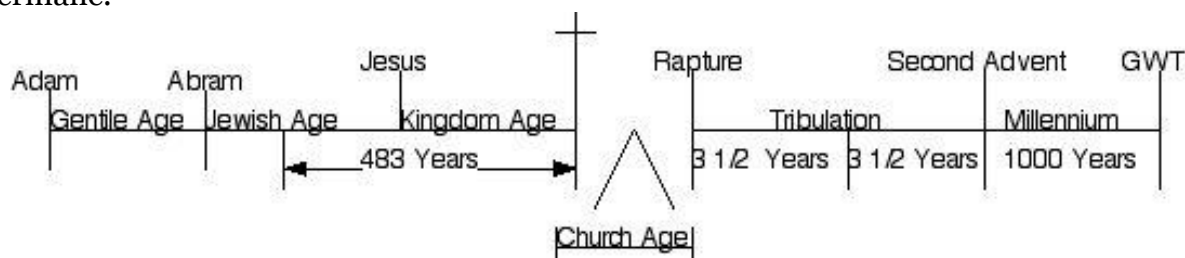 Jesus Rapture Second Advent GWT
Adam Abram
Gentile Age Jewish Age Kingdom Age Tribulation Millennium
483 Years 3 1/2 Years 3 1/2 Years 1000 Years
Church Age